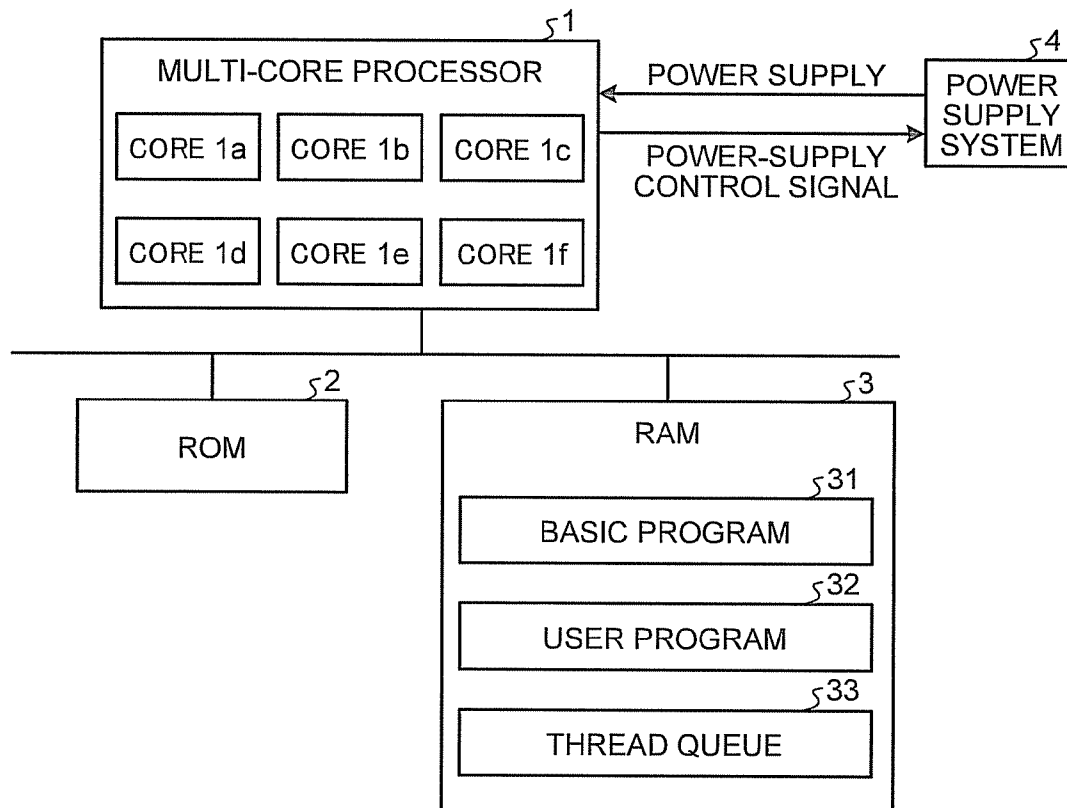 1
MULTI-CORE PROCESSOR
CORE 1a
CORE 1b
CORE 1c
CORE 1d
CORE 1e
CORE 1f
POWER SUPPLY
POWER-SUPPLY
CONTROL SIGNAL
4
POWER
SUPPLY
SYSTEM
2
ROM
3
RAM
31
BASIC PROGRAM
32
USER PROGRAM
33
THREAD QUEUE